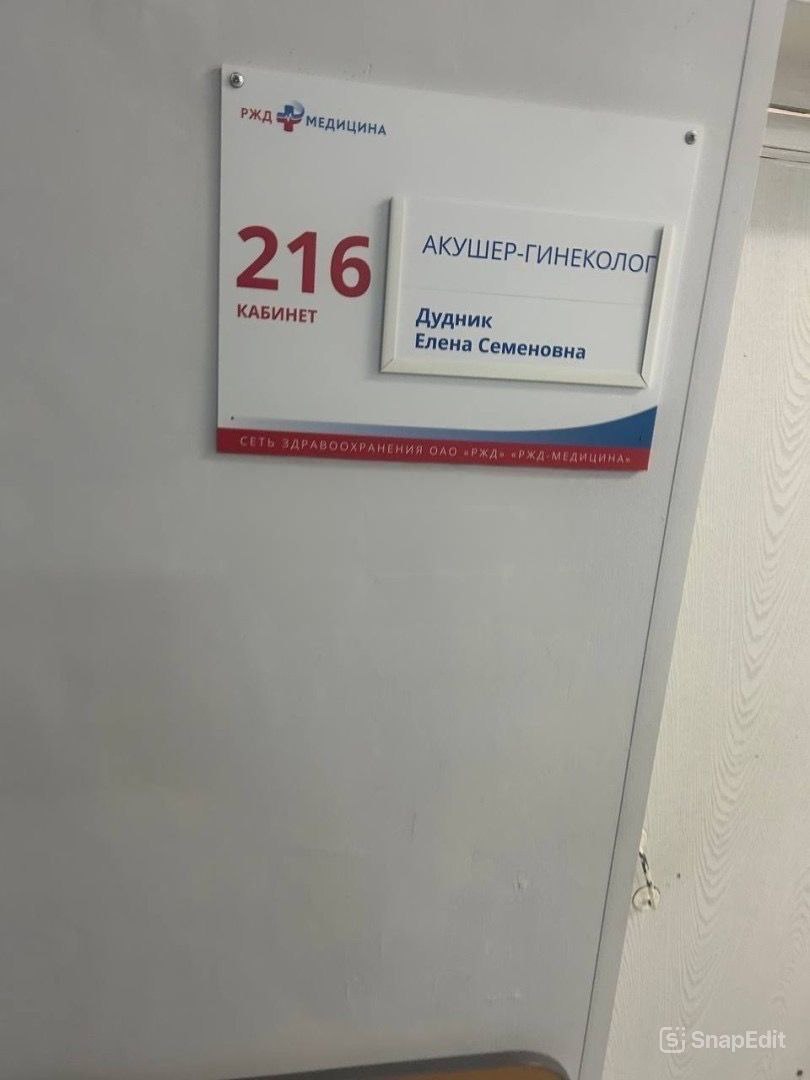 РЖД МЕДИЦИНА
216
КАБИНЕТ
АКУШЕР-ГИНЕКОЛОГ
Дудник
Елена Семеновна
СЕТЬ ЗДРАВООХРАНЕНИЯ ОАО «РЖД» «РЖД-МЕДИЦИНА»
SnapEdit